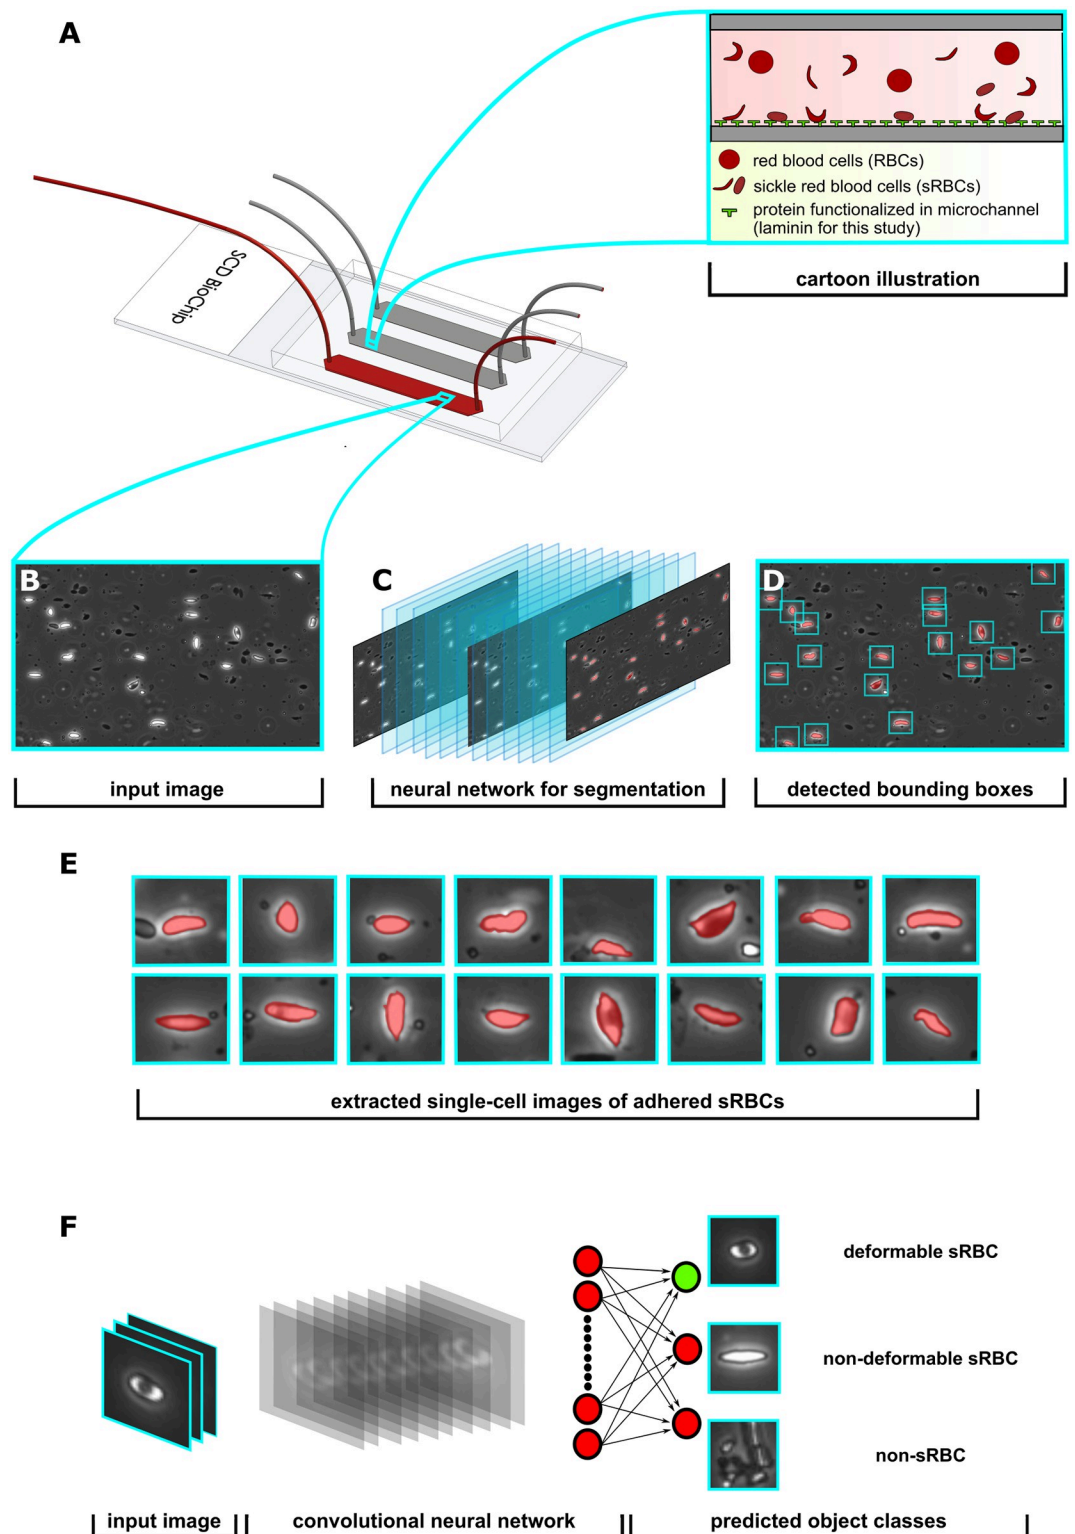 A
red blood cells (RBCs)
sickle red blood cells (sRBCs)
protein functionalized in microchannel
(laminin for this study)
cartoon illustration
SCD BioChip
B
C
D
input image
neural network for segmentation
detected bounding boxes
E
extracted single-cell images of adhered sRBCs
F
deformable sRBC
non-deformable sRBC
non-sRBC
input image
convolutional neural network
predicted object classes